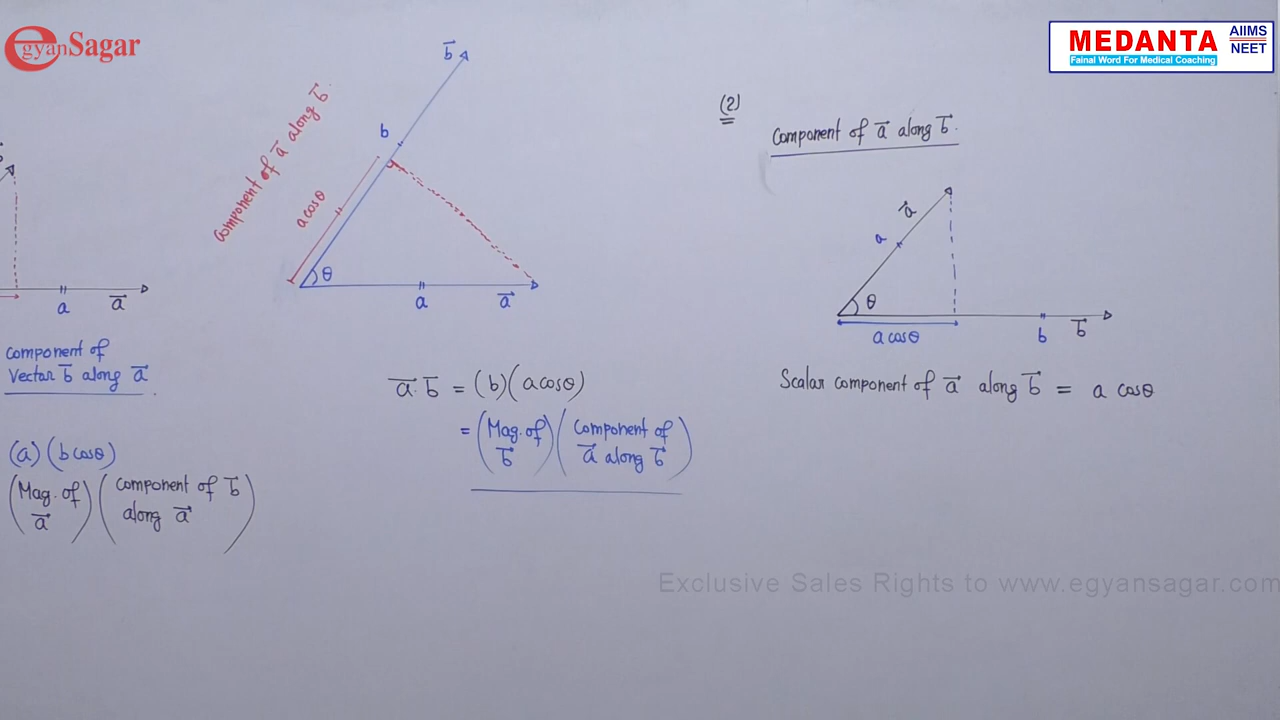 egyanSagar
MEDANTA
AIIMS
NEET
Fainal Word For Medical Coaching
a
a⃗
Component of
Vector b⃗ along a⃗
(a) (b cosθ)
(Mag. of a⃗) (component of b⃗ along a⃗)
b⃗
b
Component of a⃗ along b⃗.
a cosθ
θ
a
a⃗
a⃗ . b⃗ = (b) (a cosθ)
= (Mag. of b⃗) (Component of a⃗ along b⃗)
(2)
Component of a⃗ along b⃗.
a⃗
a
θ
a cosθ
b
b⃗
Scalar component of a⃗ along b⃗ = a cosθ
Exclusive Sales Rights to www.egyansagar.com